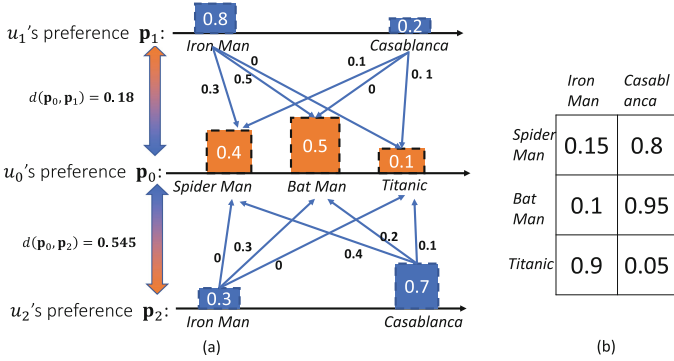 0.8
0.2
u₁'s preference p₁:
Iron Man
Casablanca
0
0.5
0.3
0.1
0
0.1
d(p₀,p₁) = 0.18
0.4
0.5
0.1
u₀'s preference p₀:
Spider Man
Bat Man
Titanic
d(p₀,p₂) = 0.545
0
0.3
0
0.2
0.4
0.1
0.3
0.7
u₂'s preference p₂:
Iron Man
Casablanca
(a)
Iron
Man
Casabl
anca
Spider
Man
0.15
0.8
Bat
Man
0.1
0.95
Titanic
0.9
0.05
(b)